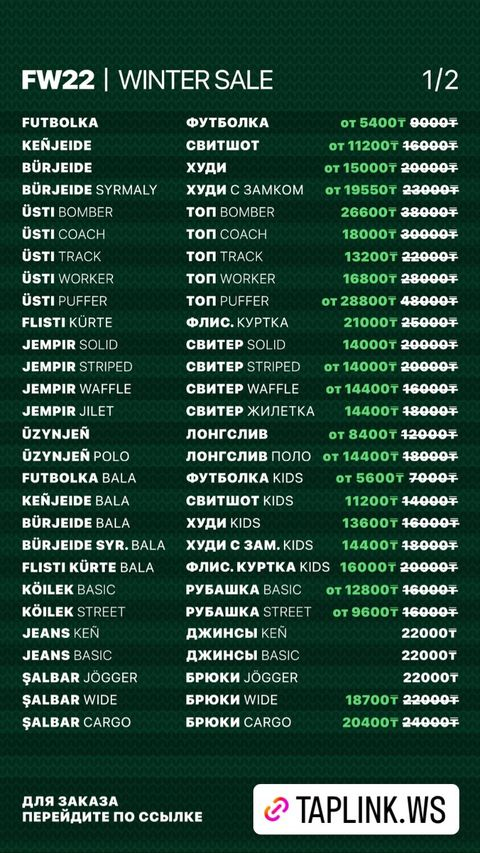 FW22 | WINTER SALE 1/2
FUTBOLKA ФУТБОЛКА от 5400₸ 9000₸
KEÑJEIDE СВИТШОТ от 11200₸ 16000₸
BÜRJEIDE ХУДИ от 15000₸ 20000₸
BÜRJEIDE SYRMALY ХУДИ С ЗАМКОМ от 19550₸ 23000₸
ÜSTI BOMBER ТОП BOMBER 26600₸ 38000₸
ÜSTI COACH ТОП COACH 18000₸ 30000₸
ÜSTI TRACK ТОП TRACK 13200₸ 22000₸
ÜSTI WORKER ТОП WORKER 16800₸ 28000₸
ÜSTI PUFFER ТОП PUFFER от 28800₸ 48000₸
FLISTI KÜRTE ФЛИС. КУРТКА 21000₸ 25000₸
JEMPIR SOLID СВИТЕР SOLID 14000₸ 20000₸
JEMPIR STRIPED СВИТЕР STRIPED от 14000₸ 20000₸
JEMPIR WAFFLE СВИТЕР WAFFLE от 14400₸ 16000₸
JEMPIR JILET СВИТЕР ЖИЛЕТКА 14400₸ 18000₸
ŪZYNJEÑ ЛОНГСЛИВ от 8400₸ 12000₸
ŪZYNJEÑ POLO ЛОНГСЛИВ ПОЛО от 14400₸ 18000₸
FUTBOLKA BALA ФУТБОЛКА KIDS от 5600₸ 7000₸
KEÑJEIDE BALA СВИТШОТ KIDS 11200₸ 14000₸
BÜRJEIDE BALA ХУДИ KIDS 13600₸ 16000₸
BÜRJEIDE SYR. BALA ХУДИ С ЗАМ. KIDS 14400₸ 18000₸
FLISTI KÜRTE BALA ФЛИС. КУРТКА KIDS 16000₸ 20000₸
KÖILEK BASIC РУБАШКА BASIC от 12800₸ 16000₸
KÖILEK STREET РУБАШКА STREET от 9600₸ 16000₸
JEANS KEÑ ДЖИНСЫ KEÑ 22000₸
JEANS BASIC ДЖИНСЫ BASIC 22000₸
ŞALBAR JÖGGER БРЮКИ JÖGGER 22000₸
ŞALBAR WIDE БРЮКИ WIDE 18700₸ 22000₸
ŞALBAR CARGO БРЮКИ CARGO 20400₸ 24000₸
ДЛЯ ЗАКАЗА
ПЕРЕЙДИТЕ ПО ССЫЛКЕ
TAPLINK.WS